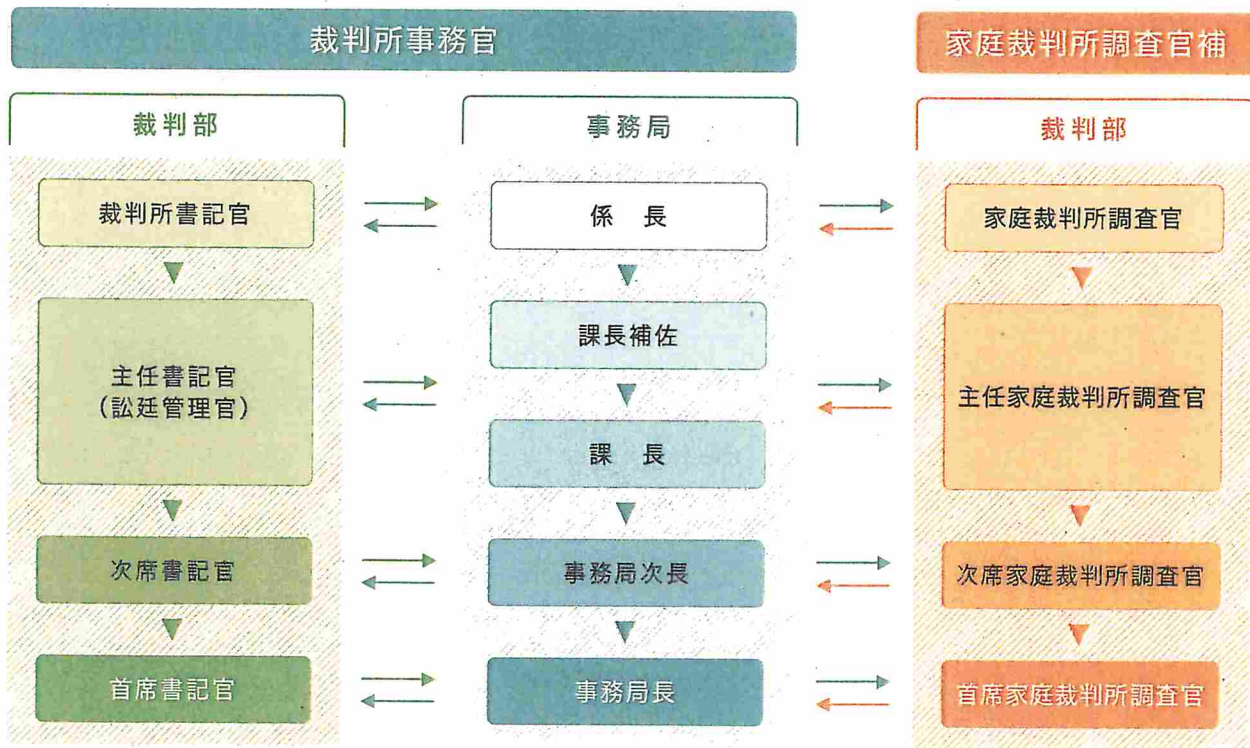 裁判所事務官
家庭裁判所調査官補
裁判部
事務局
裁判部
裁判所書記官
係 長
家庭裁判所調査官
課長補佐
主任書記官
(訟廷管理官)
主任家庭裁判所調査官
課 長
次席書記官
事務局次長
次席家庭裁判所調査官
首席書記官
事務局長
首席家庭裁判所調査官